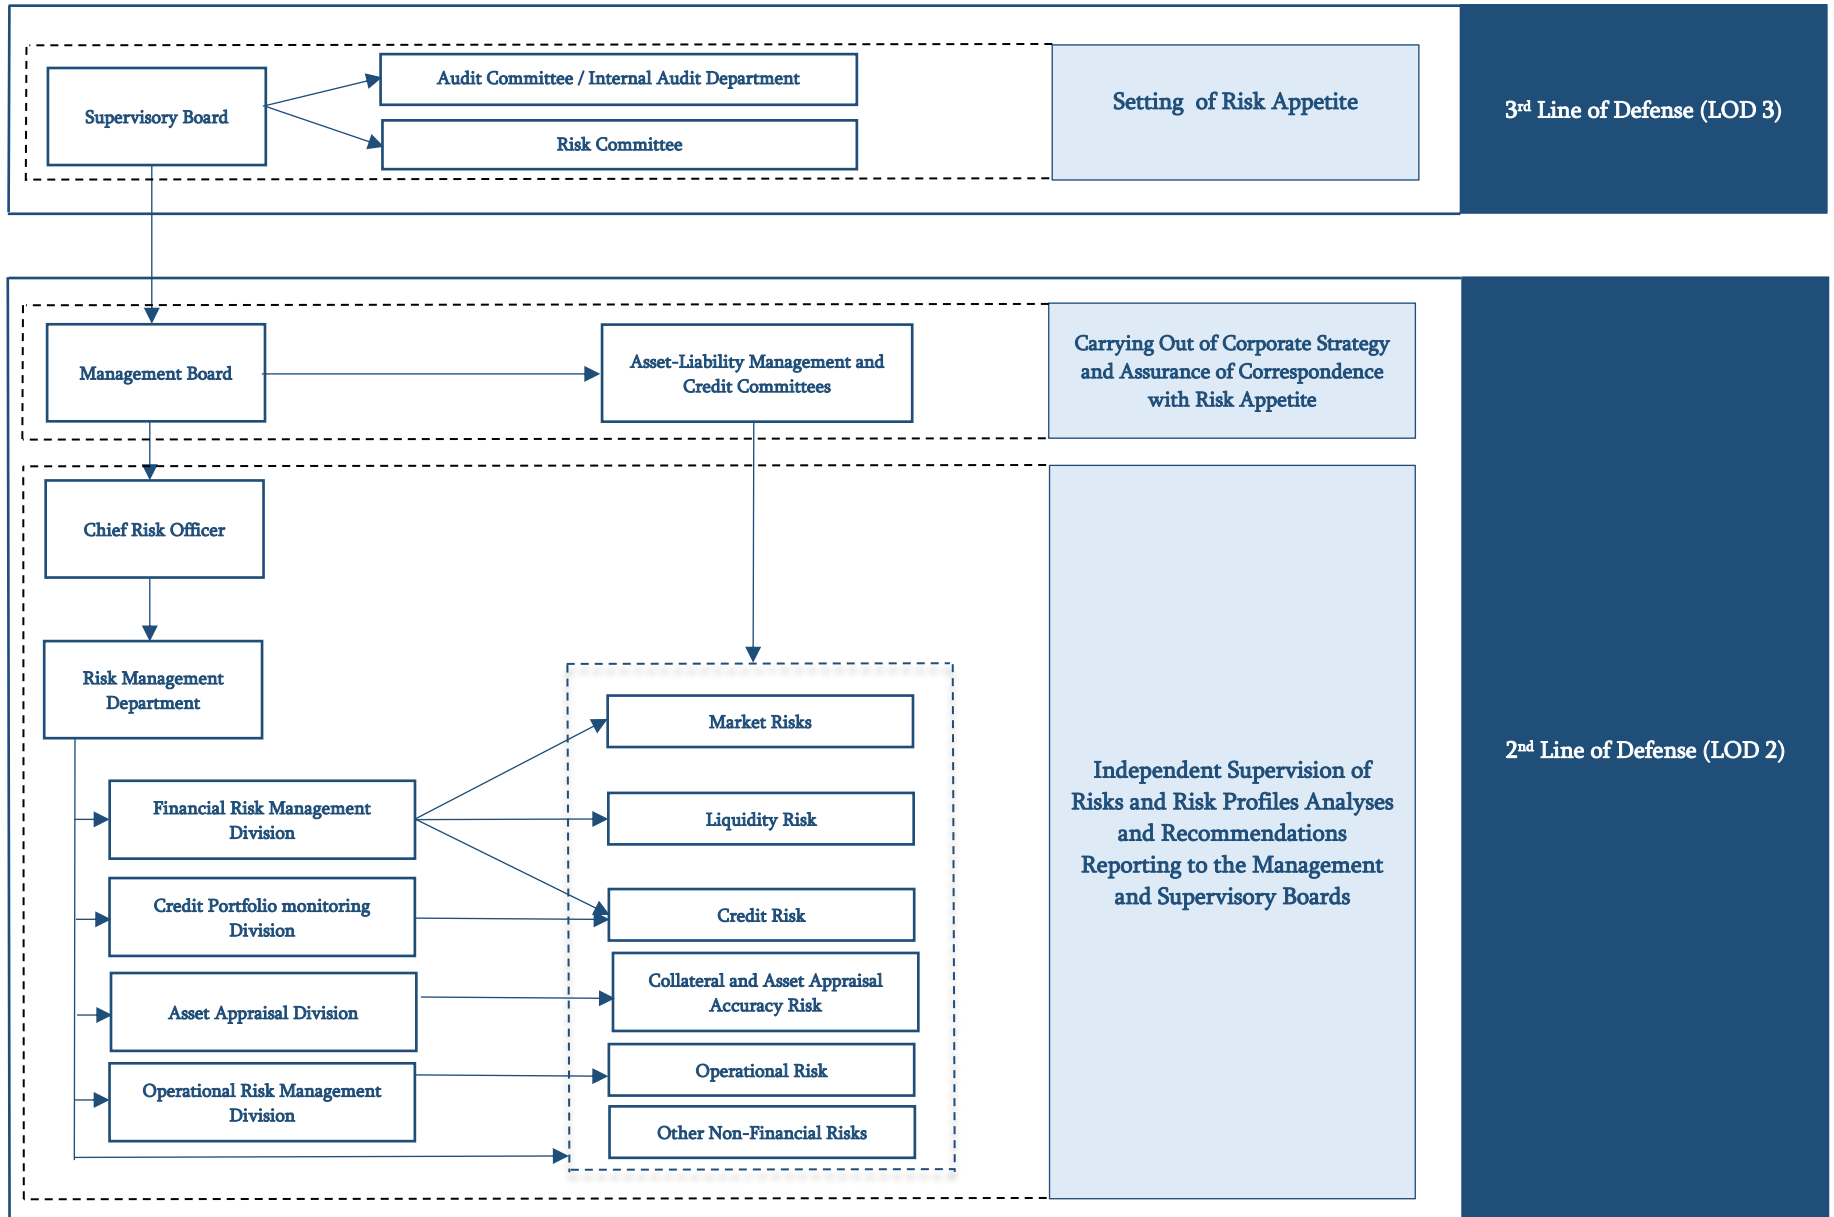 Audit Committee / Internal Audit Department
Supervisory Board
Risk Committee
Setting of Risk Appetite
3rd Line of Defense (LOD 3)
Management Board
Asset-Liability Management and
Credit Committees
Carrying Out of Corporate Strategy
and Assurance of Correspondence
with Risk Appetite
Chief Risk Officer
Risk Management
Department
Financial Risk Management
Division
Credit Portfolio monitoring
Division
Asset Appraisal Division
Operational Risk Management
Division
Market Risks
Liquidity Risk
Credit Risk
Collateral and Asset Appraisal
Accuracy Risk
Operational Risk
Other Non-Financial Risks
Independent Supervision of
Risks and Risk Profiles Analyses
and Recommendations
Reporting to the Management
and Supervisory Boards
2nd Line of Defense (LOD 2)